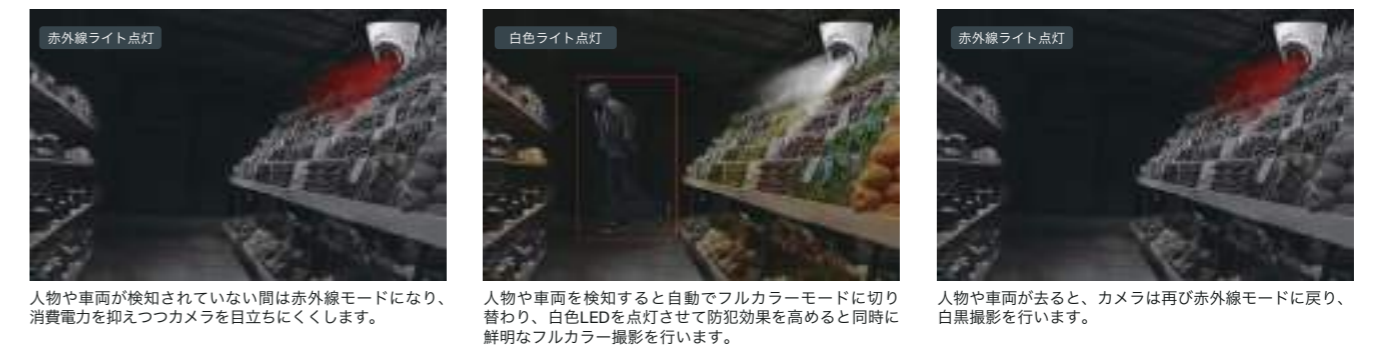 赤外線ライト点灯
人物や車両が検知されていない間は赤外線モードになり、
消費電力を抑えつつカメラを目立ちにくくします。
白色ライト点灯
人物や車両を検知すると自動でフルカラーモードに切り
替わり、白色LEDを点灯させて防犯効果を高めると同時に
鮮明なフルカラー撮影を行います。
赤外線ライト点灯
人物や車両が去ると、カメラは再び赤外線モードに戻り、
白黒撮影を行います。